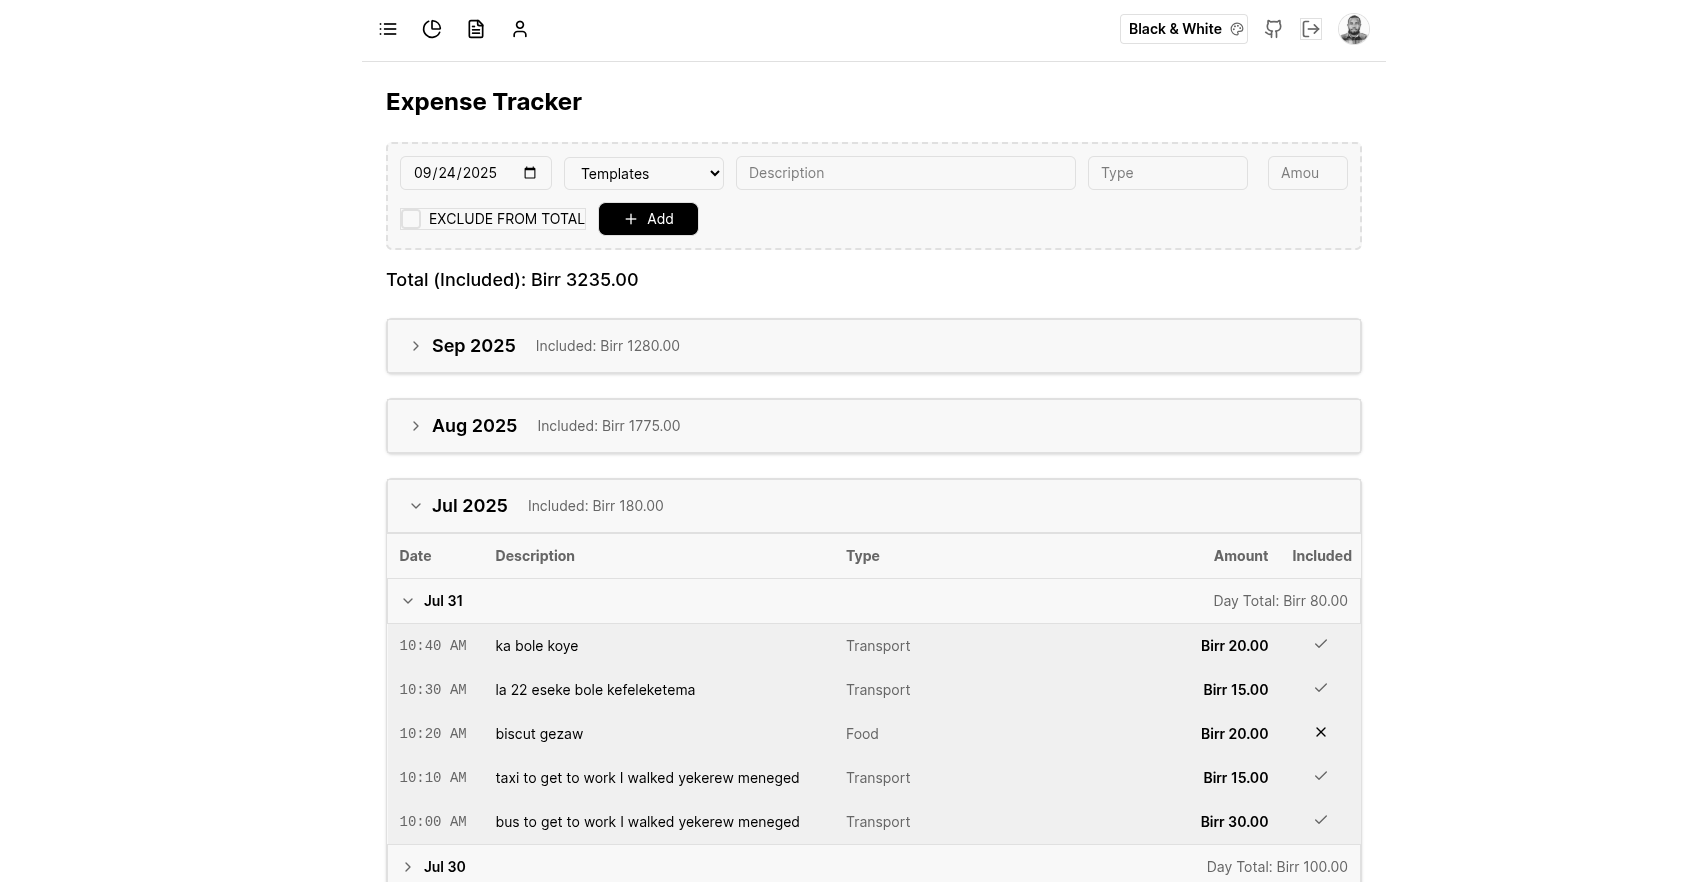 Black & White
Expense Tracker
09/24/2025 Templates Description Type Amou
EXCLUDE FROM TOTAL + Add
Total (Included): Birr 3235.00
Sep 2025 Included: Birr 1280.00
Aug 2025 Included: Birr 1775.00
Jul 2025 Included: Birr 180.00
Date Description Type Amount Included
Jul 31 Day Total: Birr 80.00
10:40 AM ka bole koye Transport Birr 20.00 ✓
10:30 AM la 22 eseke bole kefeleketema Transport Birr 15.00 ✓
10:20 AM biscut gezaw Food Birr 20.00 ✕
10:10 AM taxi to get to work I walked yekerew meneged Transport Birr 15.00 ✓
10:00 AM bus to get to work I walked yekerew meneged Transport Birr 30.00 ✓
Jul 30 Day Total: Birr 100.00